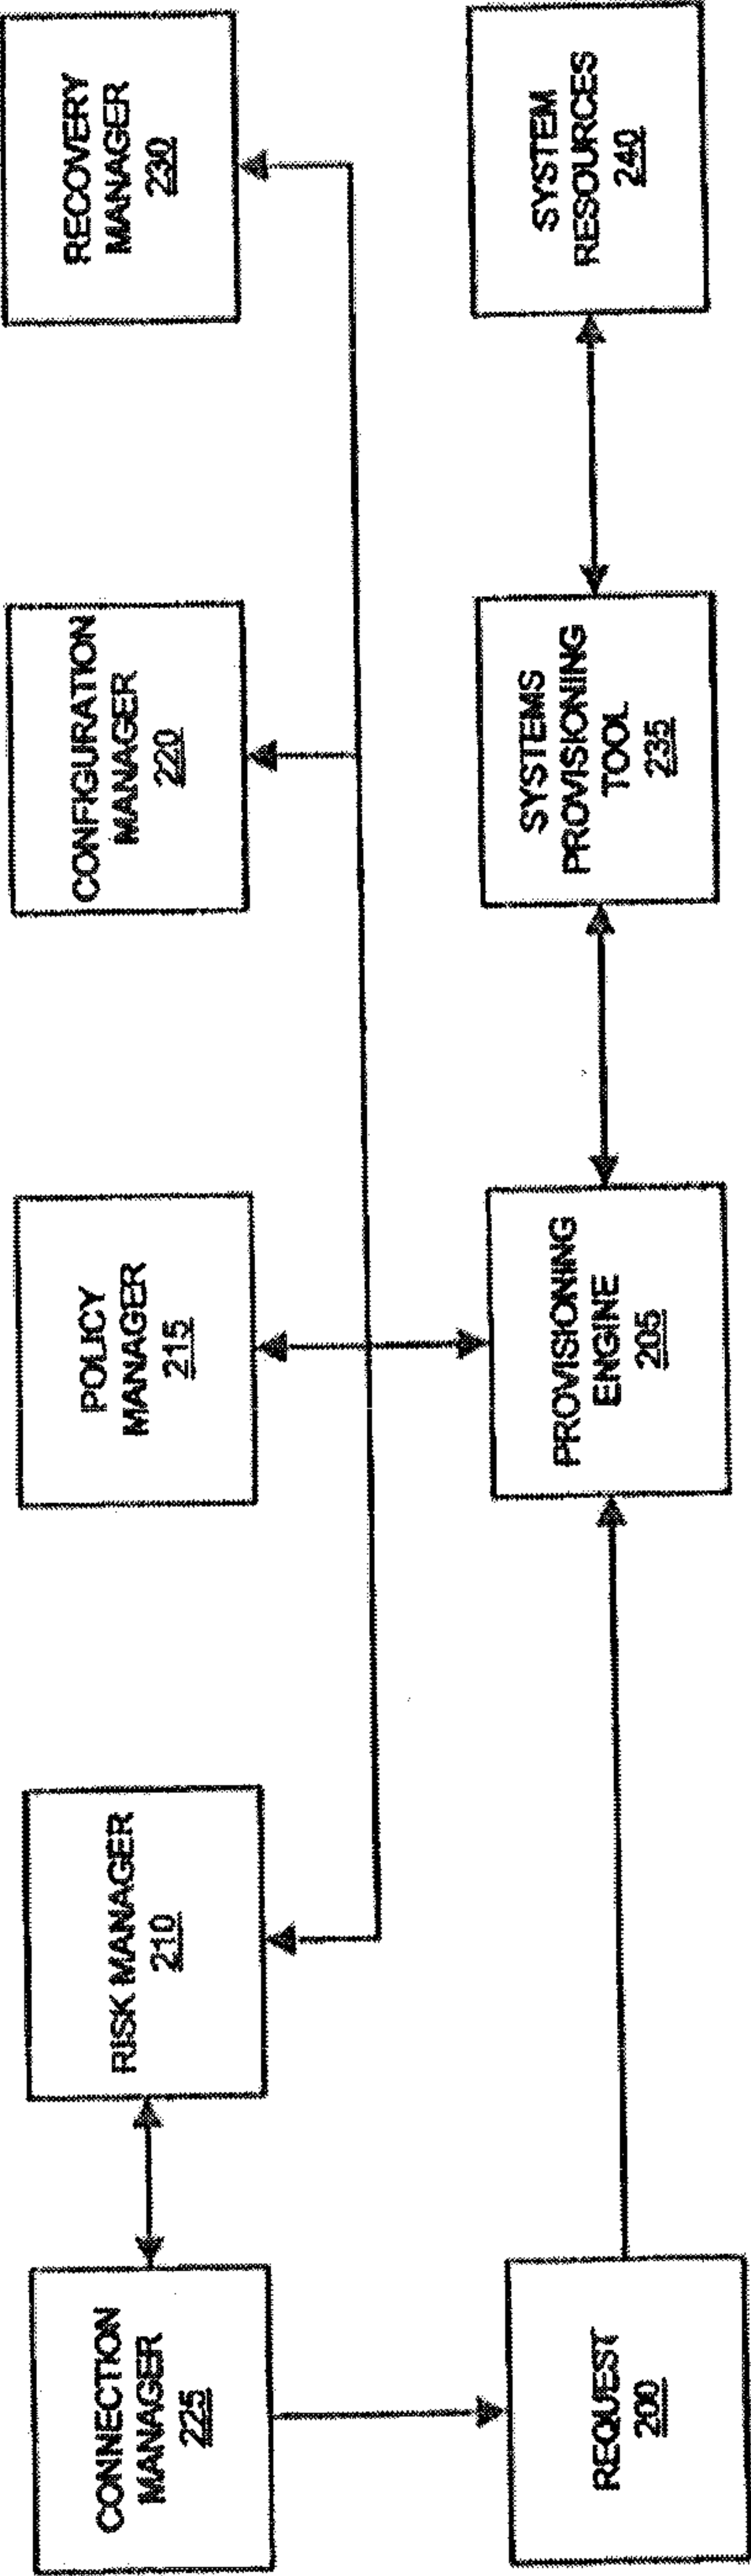 CONNECTION
MANAGER
225
RISK MANAGER
210
POLICY
MANAGER
215
CONFIGURATION
MANAGER
220
RECOVERY
MANAGER
230
REQUEST
200
PROVISIONING
ENGINE
205
SYSTEMS
PROVISIONING
TOOL
235
SYSTEM
RESOURCES
240